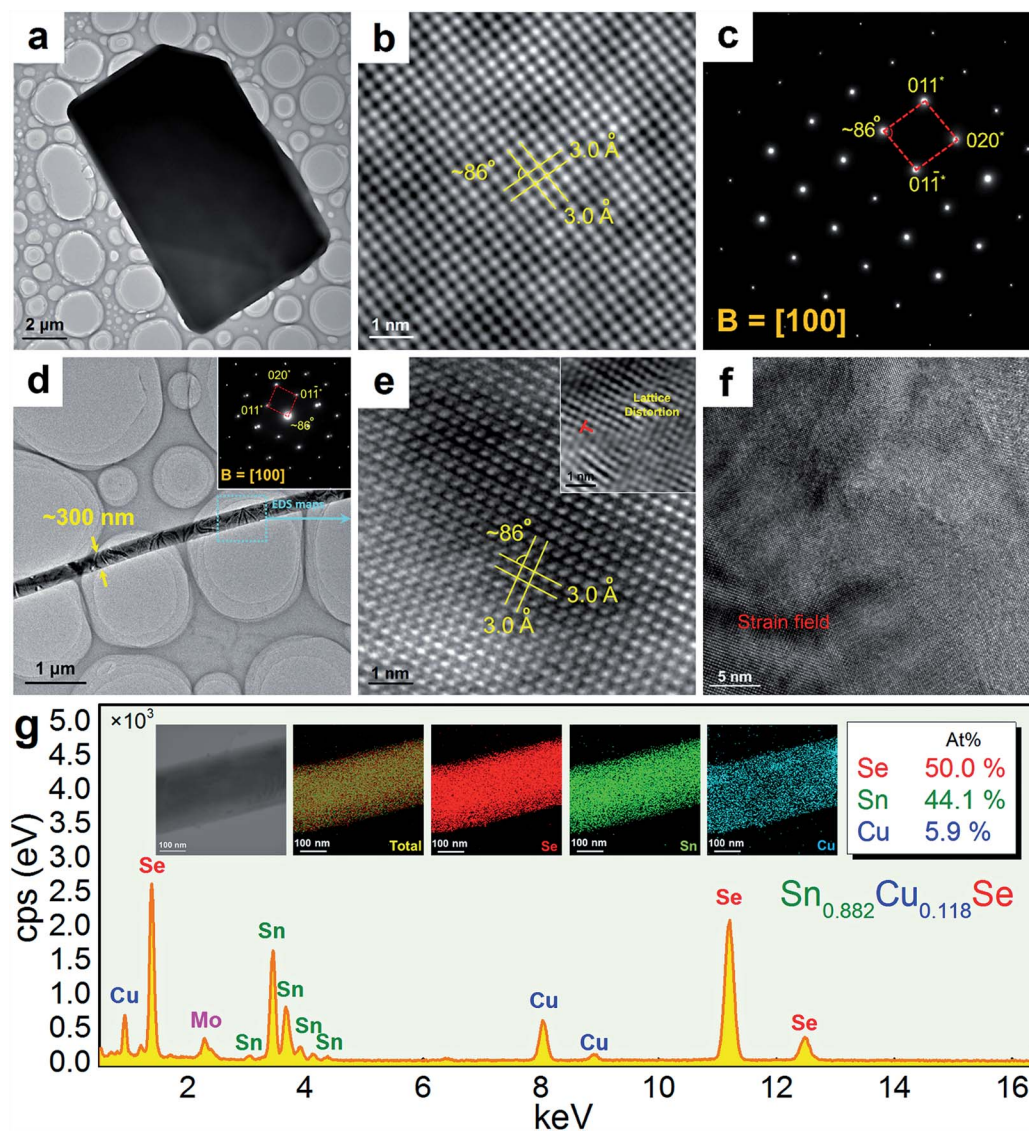 a
2 µm
b
~86°
3.0 Å
3.0 Å
1 nm
c
011*
~86°
020*
011̄*
B = [100]
d
020*
011̄*
011*
~86°
B = [100]
EDS maps
~300 nm
1 µm
e
Lattice
Distortion
1 nm
~86°
3.0 Å
3.0 Å
1 nm
f
Strain field
5 nm
g
×10³
cps (eV)
5.0
4.5
4.0
3.5
3.0
2.5
2.0
1.5
1.0
0.5
0.0
100 nm
100 nm Total
100 nm Se
100 nm Sn
100 nm Cu
At%
Se 50.0 %
Sn 44.1 %
Cu 5.9 %
Sn₀.₈₈₂Cu₀.₁₁₈Se
Cu
Se
Mo
Sn
Sn
Sn
Sn
Sn
Cu
Cu
Se
Se
2 4 6 8 10 12 14 16
keV